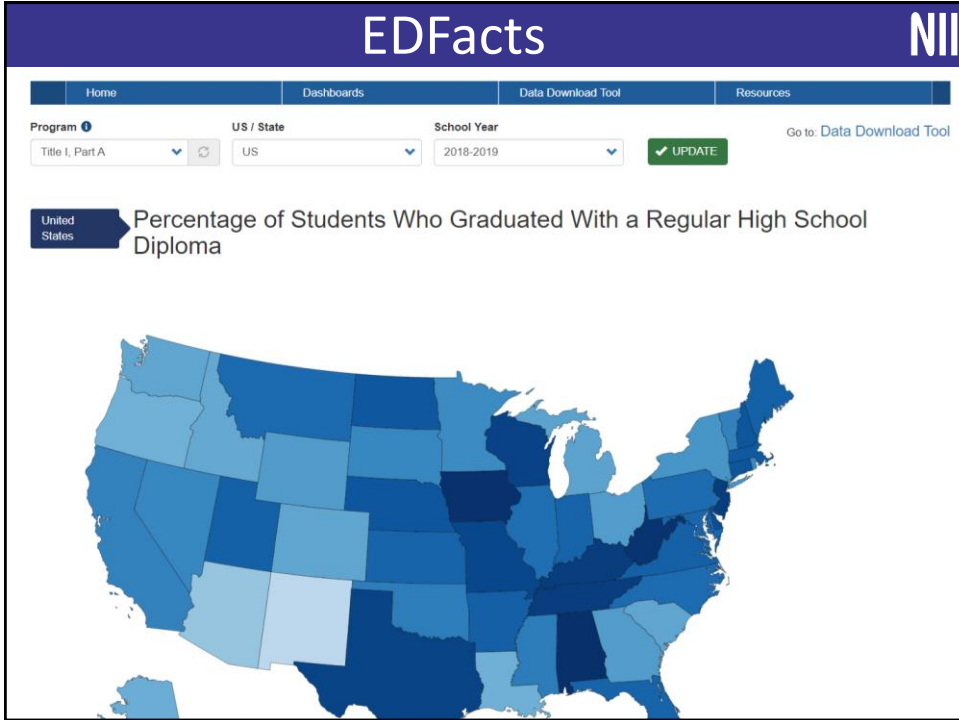 EDFacts
Home Dashboards Data Download Tool Resources
Program US / State School Year
Go to: Data Download Tool
Title I, Part A US 2018-2019 UPDATE
United States
Percentage of Students Who Graduated With a Regular High School
Diploma